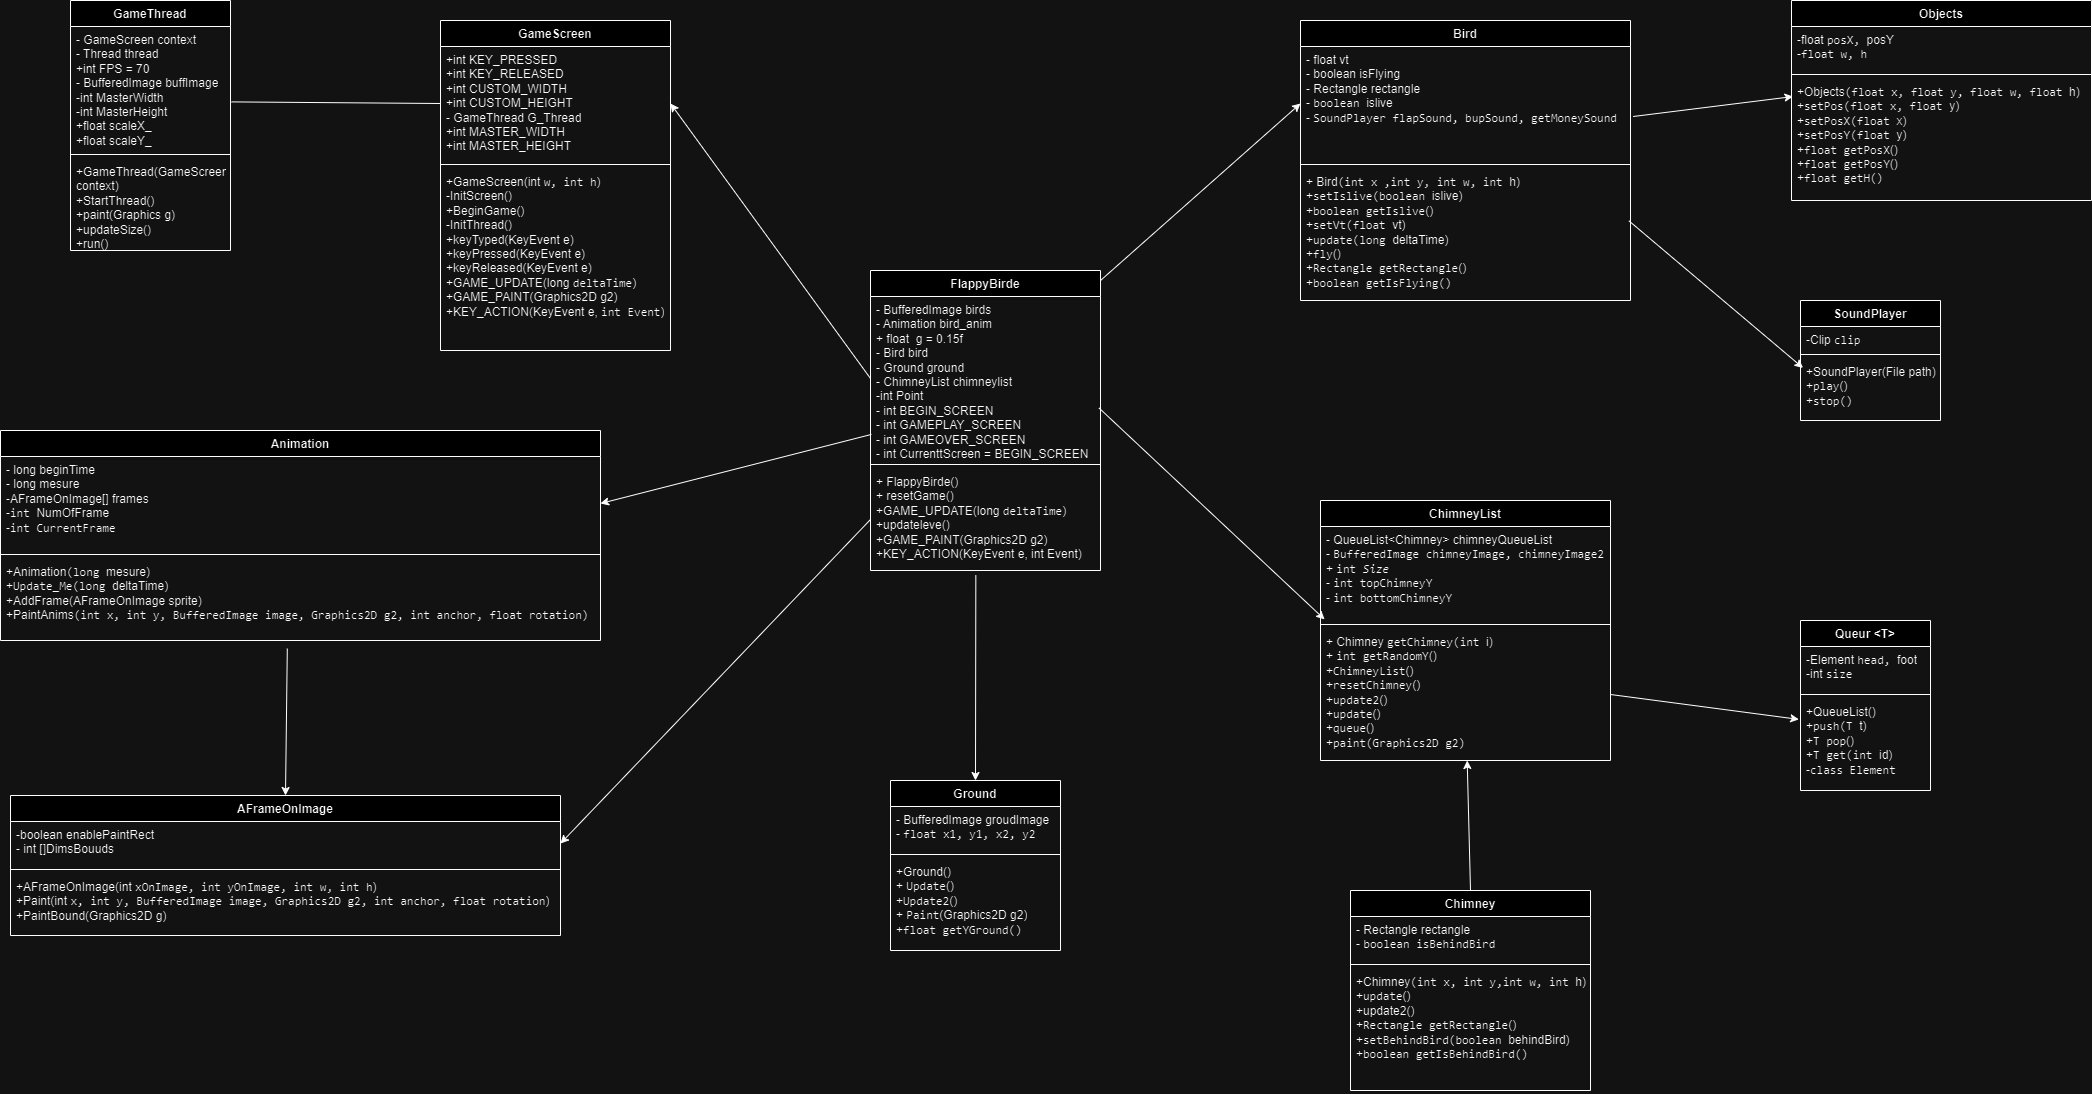 GameThread
- GameScreen context
- Thread thread
+int FPS = 70
- BufferedImage buffImage
-int MasterWidth
-int MasterHeight
+float scaleX_
+float scaleY_
+GameThread(GameScreer
context)
+StartThread()
+paint(Graphics g)
+updateSize()
+run()
GameScreen
+int KEY_PRESSED
+int KEY_RELEASED
+int CUSTOM_WIDTH
+int CUSTOM_HEIGHT
- GameThread G_Thread
+int MASTER_WIDTH
+int MASTER_HEIGHT
+GameScreen(int w, int h)
-InitScreen()
+BeginGame()
-InitThread()
+keyTyped(KeyEvent e)
+keyPressed(KeyEvent e)
+keyReleased(KeyEvent e)
+GAME_UPDATE(long deltaTime)
+GAME_PAINT(Graphics2D g2)
+KEY_ACTION(KeyEvent e, int Event)
FlappyBirde
- BufferedImage birds
- Animation bird_anim
+ float  g = 0.15f
- Bird bird
- Ground ground
- ChimneyList chimneylist
-int Point
- int BEGIN_SCREEN
- int GAMEPLAY_SCREEN
- int GAMEOVER_SCREEN
- int CurrenttScreen = BEGIN_SCREEN
+ FlappyBirde()
+ resetGame()
+GAME_UPDATE(long deltaTime)
+updateleve()
+GAME_PAINT(Graphics2D g2)
+KEY_ACTION(KeyEvent e, int Event)
Bird
- float vt
- boolean isFlying
- Rectangle rectangle
- boolean islive
- SoundPlayer flapSound, bupSound, getMoneySound
+ Bird(int x ,int y, int w, int h)
+setIslive(boolean islive)
+boolean getIslive()
+setVt(float vt)
+update(long deltaTime)
+fly()
+Rectangle getRectangle()
+boolean getIsFlying()
Objects
-float posX, posY
-float w, h
+Objects(float x, float y, float w, float h)
+setPos(float x, float y)
+setPosX(float x)
+setPosY(float y)
+float getPosX()
+float getPosY()
+float getH()
SoundPlayer
-Clip clip
+SoundPlayer(File path)
+play()
+stop()
Animation
- long beginTime
- long mesure
-AFrameOnImage[] frames
-int NumOfFrame
-int CurrentFrame
+Animation(long mesure)
+Update_Me(long deltaTime)
+AddFrame(AFrameOnImage sprite)
+PaintAnims(int x, int y, BufferedImage image, Graphics2D g2, int anchor, float rotation)
AFrameOnImage
-boolean enablePaintRect
- int []DimsBouuds
+AFrameOnImage(int xOnImage, int yOnImage, int w, int h)
+Paint(int x, int y, BufferedImage image, Graphics2D g2, int anchor, float rotation)
+PaintBound(Graphics2D g)
Ground
- BufferedImage groudImage
- float x1, y1, x2, y2
+Ground()
+ Update()
+Update2()
+ Paint(Graphics2D g2)
+float getYGround()
ChimneyList
- QueueList<Chimney> chimneyQueueList
- BufferedImage chimneyImage, chimneyImage2
+ int Size
- int topChimneyY
- int bottomChimneyY
+ Chimney getChimney(int i)
+ int getRandomY()
+ChimneyList()
+resetChimney()
+update2()
+update()
+queue()
+paint(Graphics2D g2)
Queur <T>
-Element head, foot
-int size
+QueueList()
+push(T t)
+T pop()
+T get(int id)
-class Element
Chimney
- Rectangle rectangle
- boolean isBehindBird
+Chimney(int x, int y,int w, int h)
+update()
+update2()
+Rectangle getRectangle()
+setBehindBird(boolean behindBird)
+boolean getIsBehindBird()